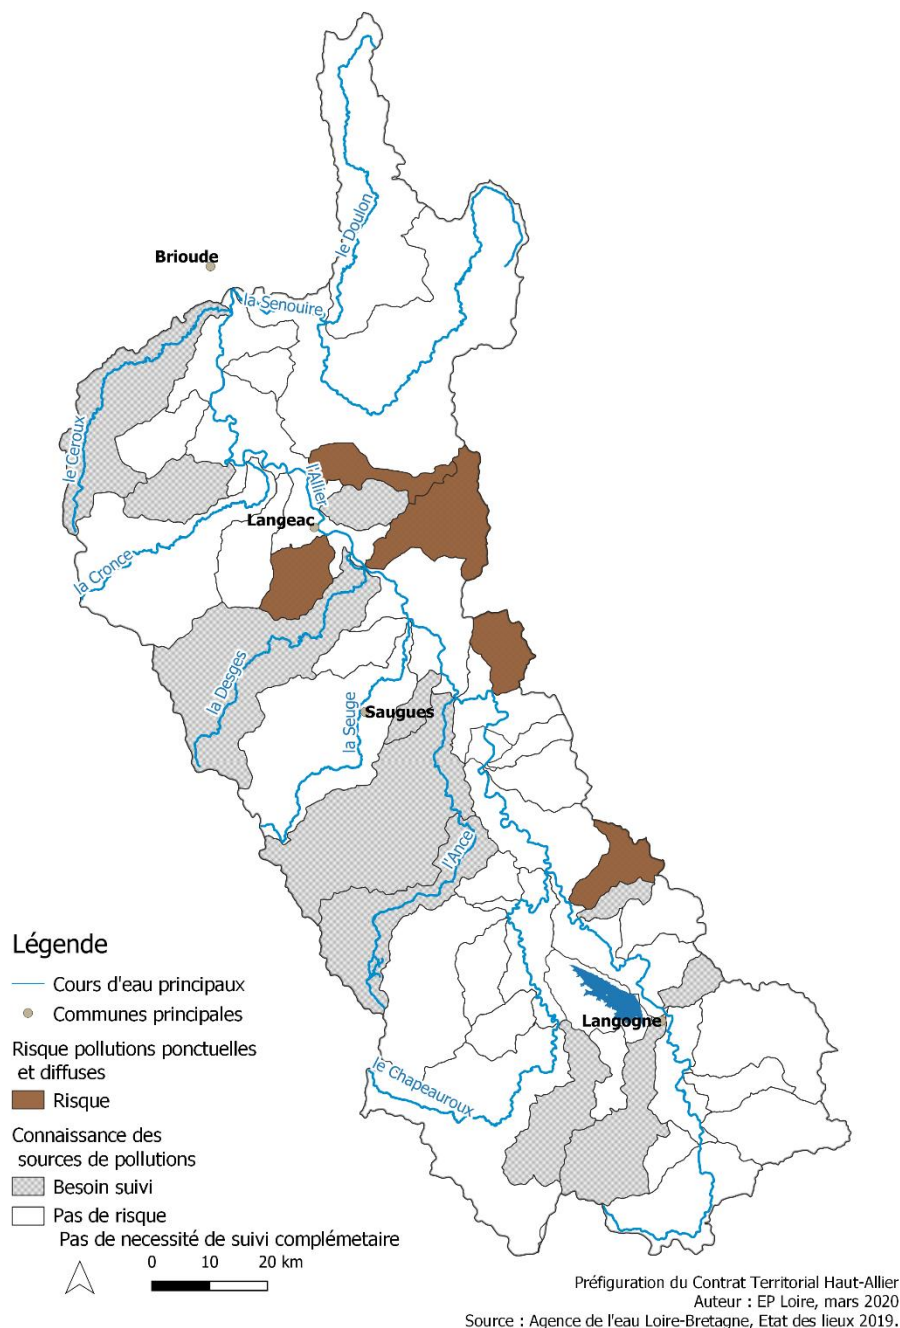 le Doulon
Brioude
la Senouire
le Céroux
l'Allier
Langeac
la Cronce
la Desges
la Seuge
Saugues
l'Ance
Langogne
le Chapeauroux
Légende
Cours d'eau principaux
Communes principales
Risque pollutions ponctuelles
et diffuses
Risque
Connaissance des
sources de pollutions
Besoin suivi
Pas de risque
Pas de necessité de suivi complémetaire
0 10 20 km
Préfiguration du Contrat Territorial Haut-Allier
Auteur : EP Loire, mars 2020
Source : Agence de l'eau Loire-Bretagne, Etat des lieux 2019.